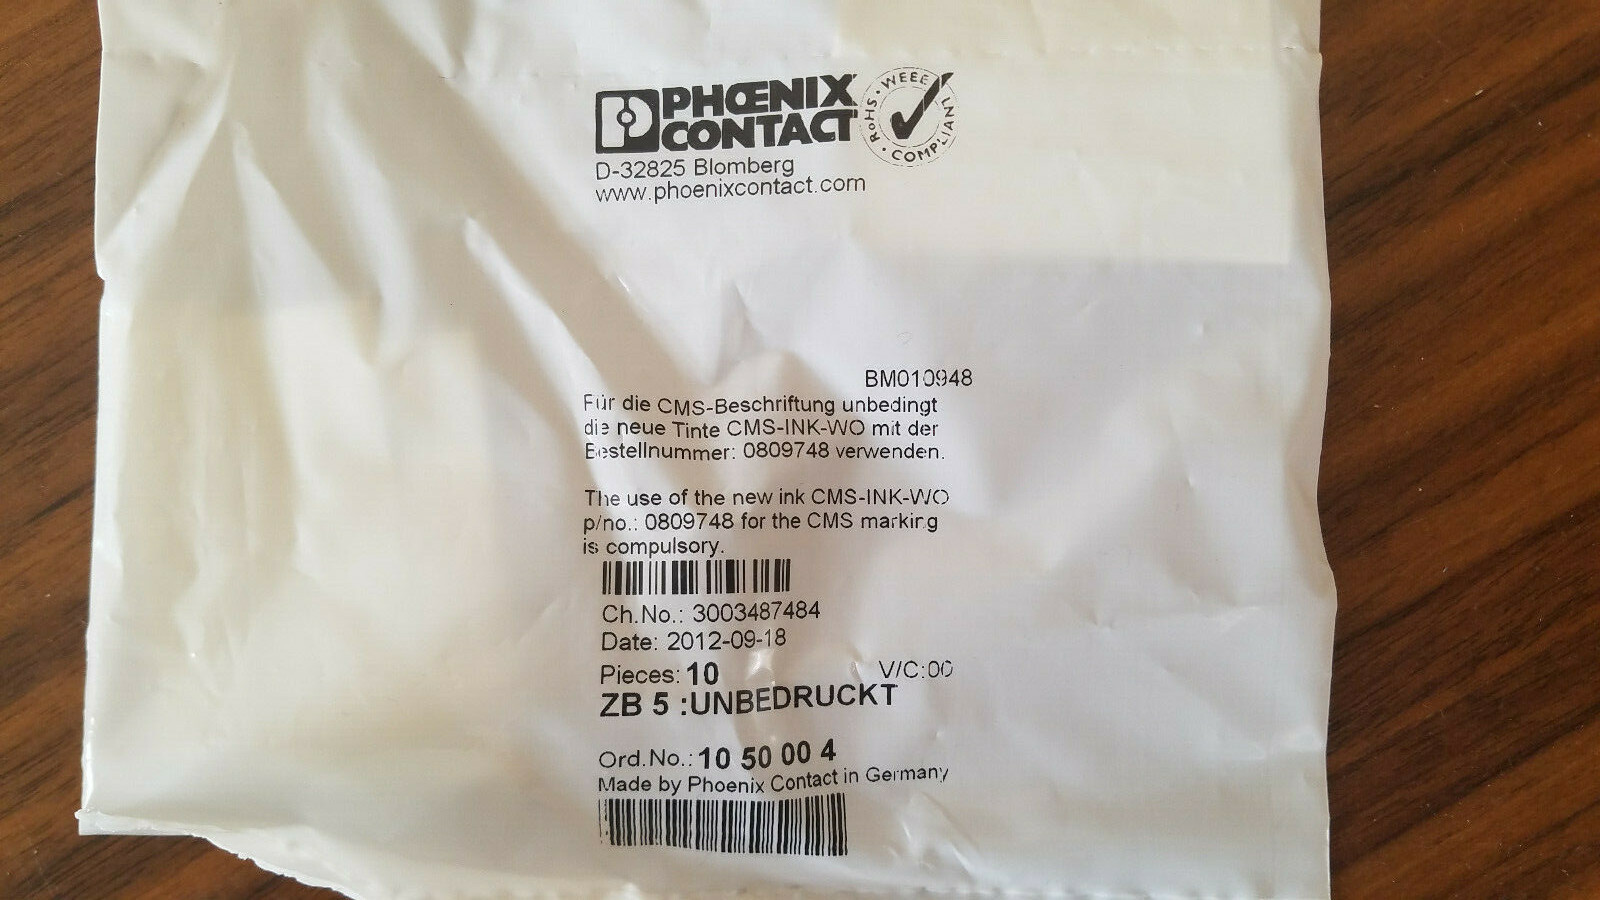 PHŒNIX
CONTACT
WEEE • COMPLIANT • RoHS •
D-32825 Blomberg
www.phoenixcontact.com
BM010948
Für die CMS-Beschriftung unbedingt
die neue Tinte CMS-INK-WO mit der
Bestellnummer: 0809748 verwenden.
The use of the new ink CMS-INK-WO
p/no.: 0809748 for the CMS marking
is compulsory.
Ch.No.: 3003487484
Date: 2012-09-18
Pieces: 10 V/C:00
ZB 5 :UNBEDRUCKT
Ord.No.: 10 50 00 4
Made by Phoenix Contact in Germany